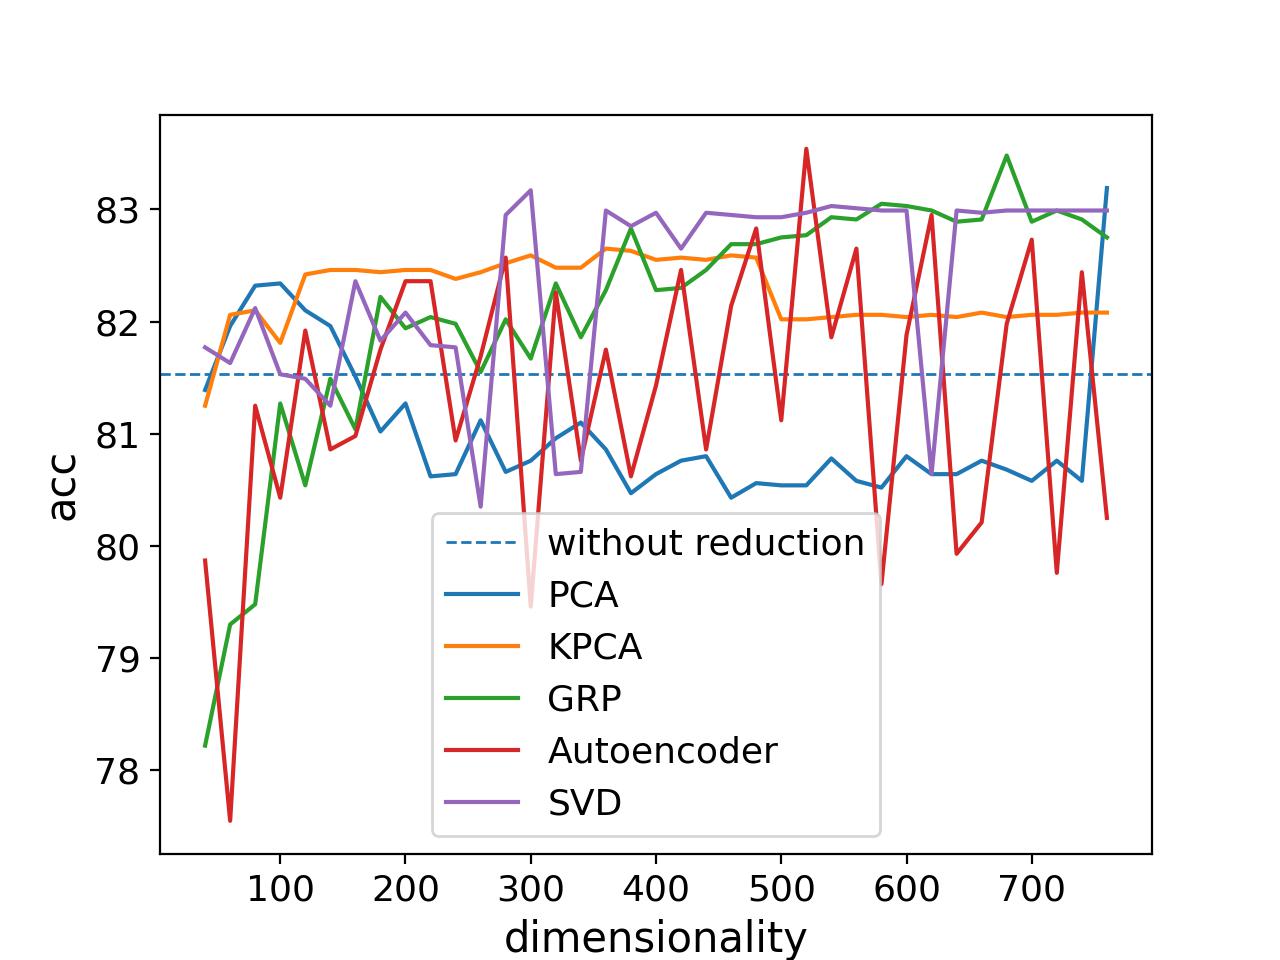 83
82
81
80
79
78
acc
without reduction
PCA
KPCA
GRP
Autoencoder
SVD
100 200 300 400 500 600 700
dimensionality